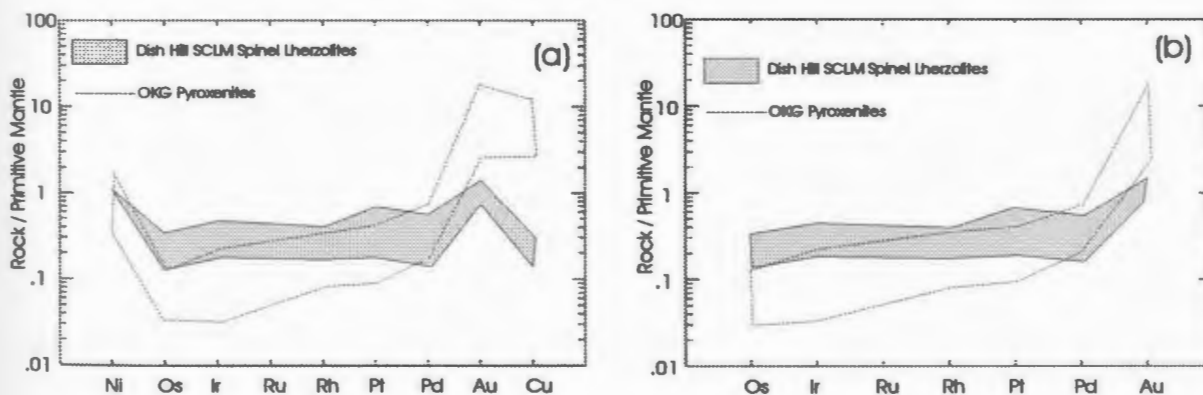 100
(a)
Dish Hill SCLM Spinel Lherzolites
OKG Pyroxenites
10
1
.1
.01
Rock / Primitive Mantle
Ni Os Ir Ru Rh Pt Pd Au Cu
100
(b)
Dish Hill SCLM Spinel Lherzolites
OKG Pyroxenites
10
1
.1
.01
Rock / Primitive Mantle
Os Ir Ru Rh Pt Pd Au